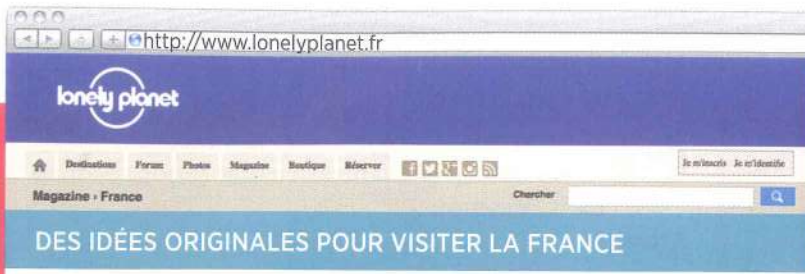 http://www.lonelyplanet.fr
lonely planet
Destinations Forum Photos Magazine Boutique Réserver Je m'inscris Je m'identifie
Magazine › France Chercher
DES IDÉES ORIGINALES POUR VISITER LA FRANCE